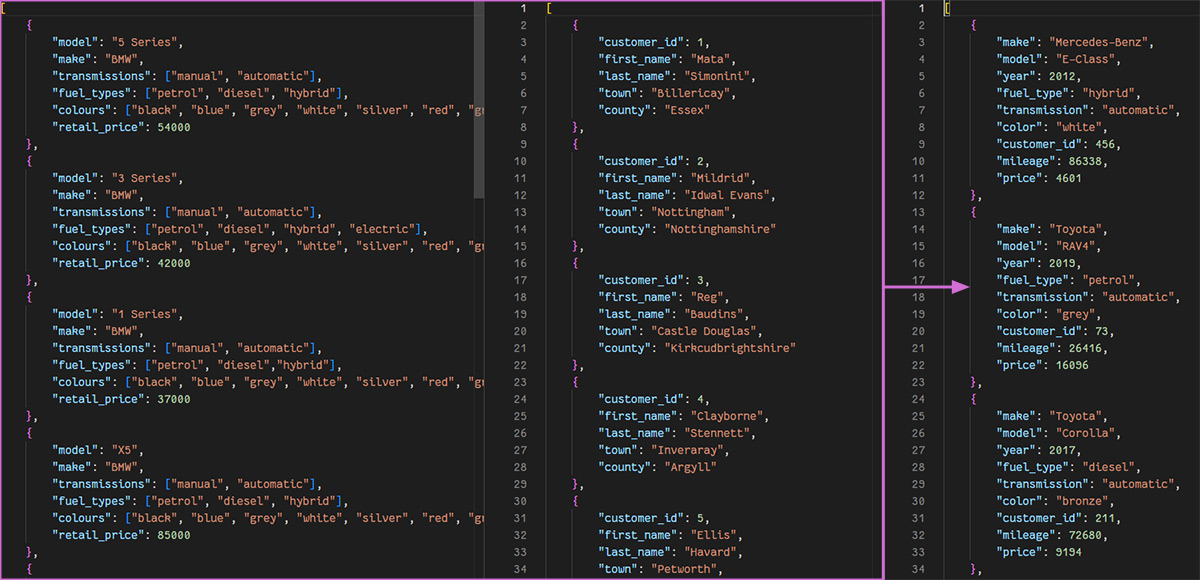 [
{
"model": "5 Series",
"make": "BMW",
"transmissions": ["manual", "automatic"],
"fuel_types": ["petrol", "diesel", "hybrid"],
"colours": ["black", "blue", "grey", "white", "silver", "red", "gr
"retail_price": 54000
},
{
"model": "3 Series",
"make": "BMW",
"transmissions": ["manual", "automatic"],
"fuel_types": ["petrol", "diesel", "hybrid", "electric"],
"colours": ["black", "blue", "grey", "white", "silver", "red", "gr
"retail_price": 42000
},
{
"model": "1 Series",
"make": "BMW",
"transmissions": ["manual", "automatic"],
"fuel_types": ["petrol", "diesel","hybrid"],
"colours": ["black", "blue", "grey", "white", "silver", "red", "gr
"retail_price": 37000
},
{
"model": "X5",
"make": "BMW",
"transmissions": ["manual", "automatic"],
"fuel_types": ["petrol", "diesel", "hybrid"],
"colours": ["black", "blue", "grey", "white", "silver", "red", "gr
"retail_price": 85000
},
{
1 [
2 {
3 "customer_id": 1,
4 "first_name": "Mata",
5 "last_name": "Simonini",
6 "town": "Billericay",
7 "county": "Essex"
8 },
9 {
10 "customer_id": 2,
11 "first_name": "Mildrid",
12 "last_name": "Idwal Evans",
13 "town": "Nottingham",
14 "county": "Nottinghamshire"
15 },
16 {
17 "customer_id": 3,
18 "first_name": "Reg",
19 "last_name": "Baudins",
20 "town": "Castle Douglas",
21 "county": "Kirkcudbrightshire"
22 },
23 {
24 "customer_id": 4,
25 "first_name": "Clayborne",
26 "last_name": "Stennett",
27 "town": "Inveraray",
28 "county": "Argyll"
29 },
30 {
31 "customer_id": 5,
32 "first_name": "Ellis",
33 "last_name": "Havard",
34 "town": "Petworth",
1 [
2 {
3 "make": "Mercedes-Benz",
4 "model": "E-Class",
5 "year": 2012,
6 "fuel_type": "hybrid",
7 "transmission": "automatic",
8 "color": "white",
9 "customer_id": 456,
10 "mileage": 86338,
11 "price": 4601
12 },
13 {
14 "make": "Toyota",
15 "model": "RAV4",
16 "year": 2019,
17 "fuel_type": "petrol",
18 "transmission": "automatic",
19 "color": "grey",
20 "customer_id": 73,
21 "mileage": 26416,
22 "price": 16096
23 },
24 {
25 "make": "Toyota",
26 "model": "Corolla",
27 "year": 2017,
28 "fuel_type": "diesel",
29 "transmission": "automatic",
30 "color": "bronze",
31 "customer_id": 211,
32 "mileage": 72680,
33 "price": 9194
34 },